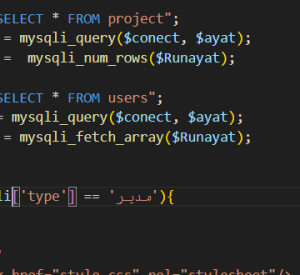 SELECT * FROM project";
= mysqli_query($conect, $ayat);
= mysqli_num_rows($Runayat);
SELECT * FROM users";
= mysqli_query($conect, $ayat);
= mysqli_fetch_array($Runayat);
li['type'] == 'مدير'){
href="style.css" rel="stylesheet"/>